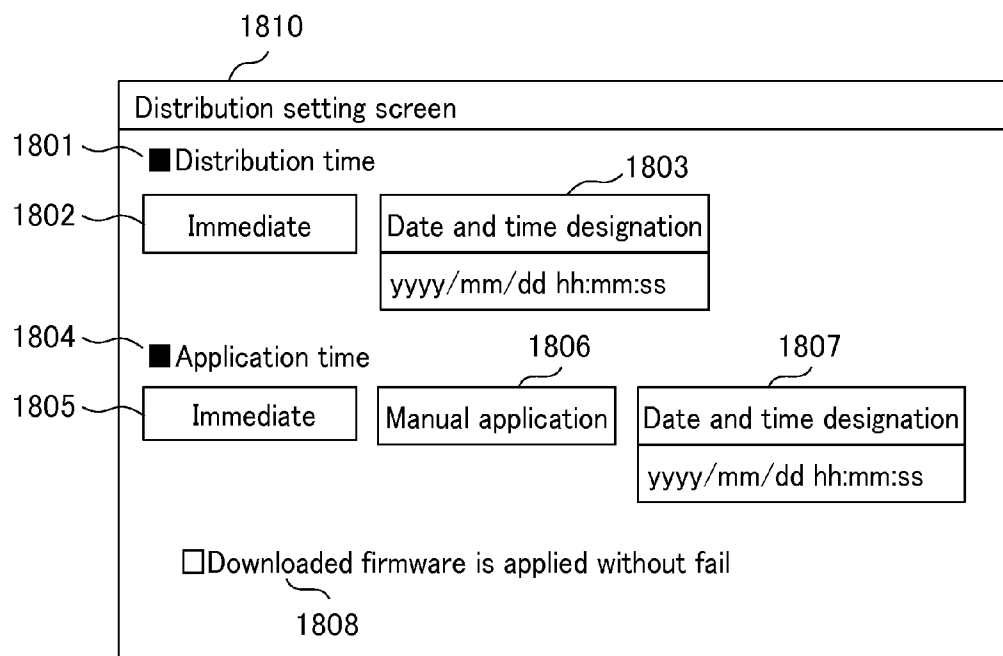 1810
Distribution setting screen
1801
■Distribution time
1803
1802
Immediate
Date and time designation
yyyy/mm/dd hh:mm:ss
1804
■Application time
1806
1807
1805
Immediate
Manual application
Date and time designation
yyyy/mm/dd hh:mm:ss
□Downloaded firmware is applied without fail
1808